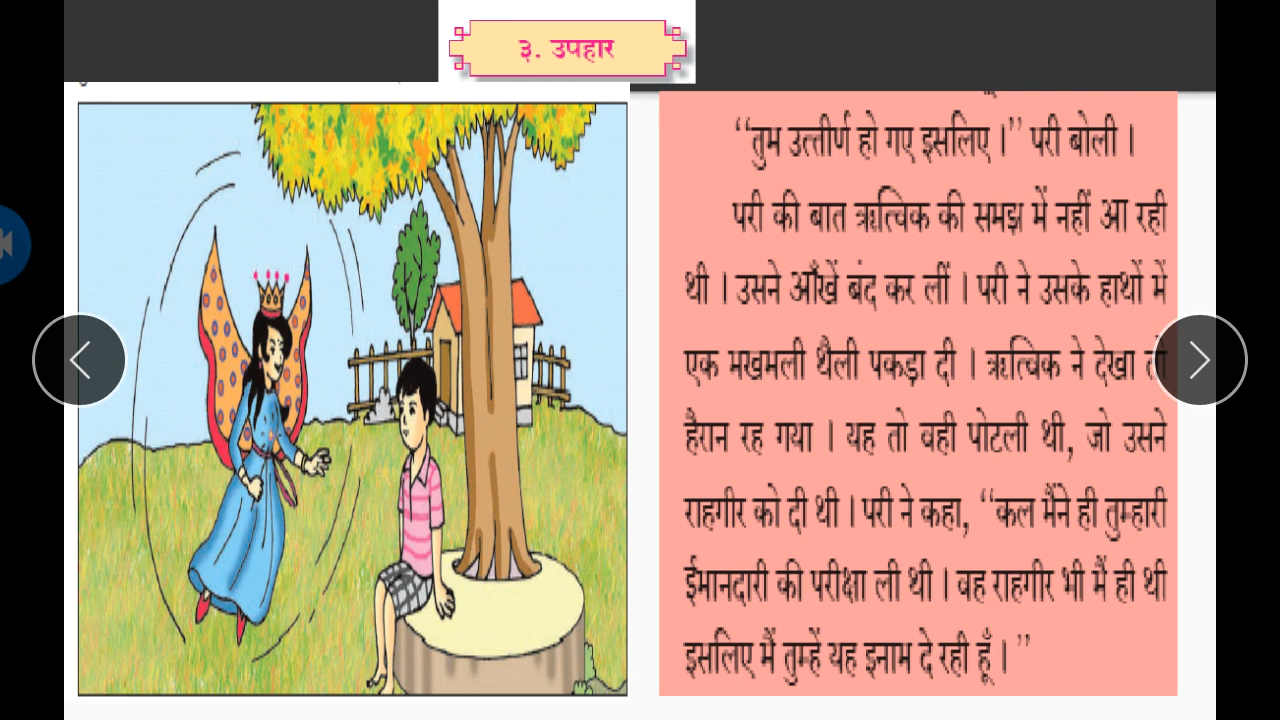 ३. उपहार
“तुम उत्तीर्ण हो गए इसलिए ।” परी बोली ।
परी की बात ऋत्विक की समझ में नहीं आ रही
थी । उसने आँखें बंद कर लीं । परी ने उसके हाथों में
एक मखमली थैली पकड़ा दी । ऋत्विक ने देखा तो
हैरान रह गया । यह तो वही पोटली थी, जो उसने
राहगीर को दी थी । परी ने कहा, “कल मैंने ही तुम्हारी
ईमानदारी की परीक्षा ली थी । वह राहगीर भी मैं ही थी
इसलिए मैं तुम्हें यह इनाम दे रही हूँ । ”